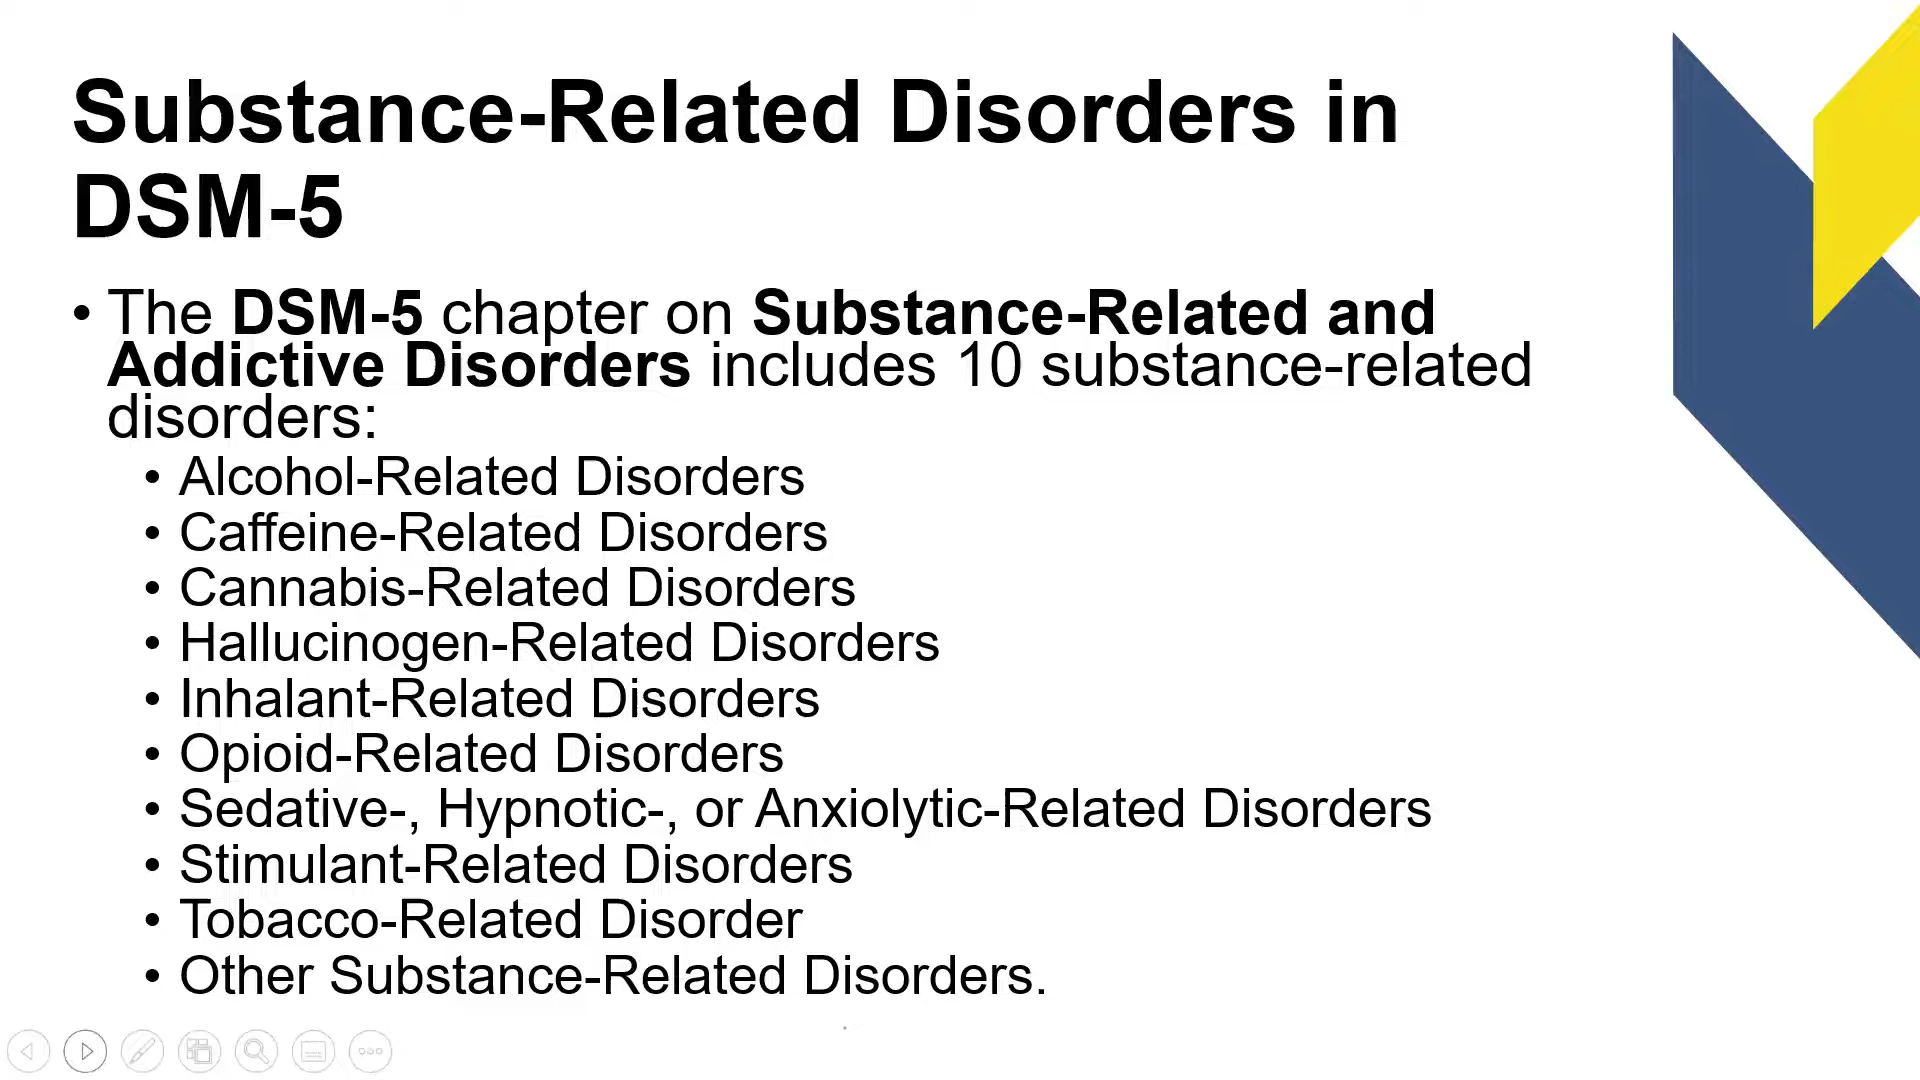 Substance-Related Disorders in
DSM-5
• The DSM-5 chapter on Substance-Related and
Addictive Disorders includes 10 substance-related
disorders:
• Alcohol-Related Disorders
• Caffeine-Related Disorders
• Cannabis-Related Disorders
• Hallucinogen-Related Disorders
• Inhalant-Related Disorders
• Opioid-Related Disorders
• Sedative-, Hypnotic-, or Anxiolytic-Related Disorders
• Stimulant-Related Disorders
• Tobacco-Related Disorder
• Other Substance-Related Disorders.